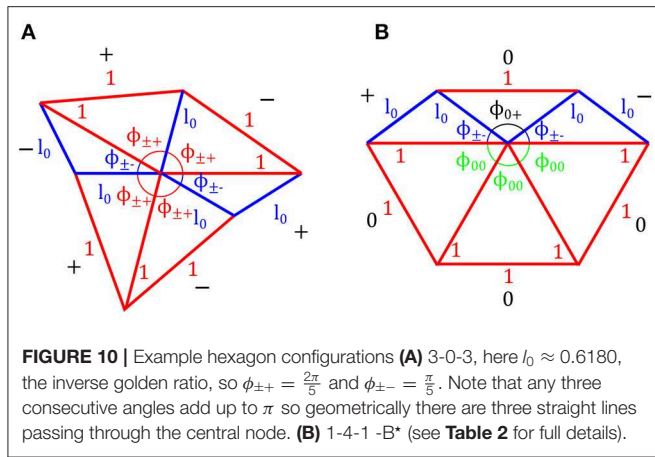 A
B
+
1
0
1
1
l₀
−
1
+
l₀
ϕ₀₊
l₀
−
l₀
− l₀
ϕ±₊
ϕ±₊
ϕ±₋
1
ϕ±₋
l₀
ϕ±₊
ϕ±₊
l₀
l₀
+
1
1
1
−
+
ϕ±₋
ϕ±₋
1
1
ϕ₀₀
ϕ₀₀
ϕ₀₀
0
1
1
1
1
0
1
0
FIGURE 10 | Example hexagon configurations (A) 3-0-3, here l₀ ≈ 0.6180,
the inverse golden ratio, so ϕ±₊ = 2π/5 and ϕ±₋ = π/5. Note that any three
consecutive angles add up to π so geometrically there are three straight lines
passing through the central node. (B) 1-4-1 -B* (see Table 2 for full details).